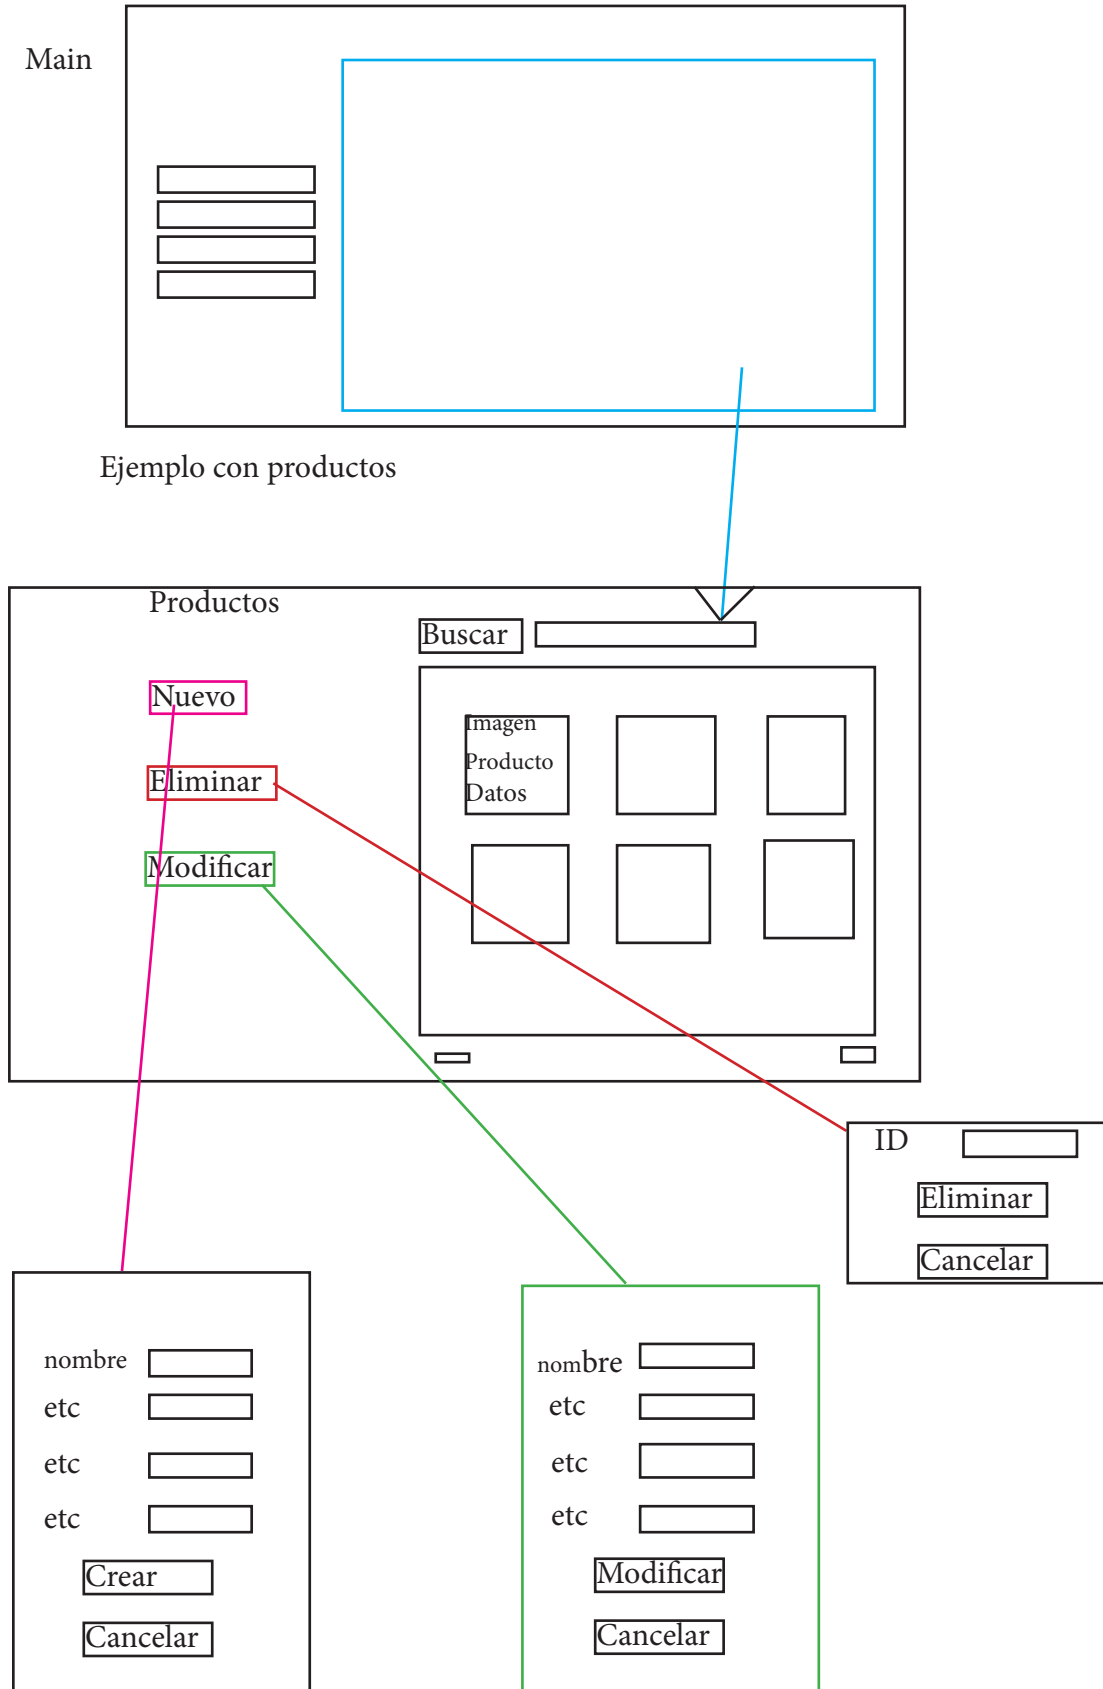 Main
Ejemplo con productos
Productos
Buscar
Nuevo
Imagen
Producto
Datos
Eliminar
Modificar
ID
Eliminar
Cancelar
nombre
etc
etc
etc
Crear
Cancelar
nombre
etc
etc
etc
Modificar
Cancelar